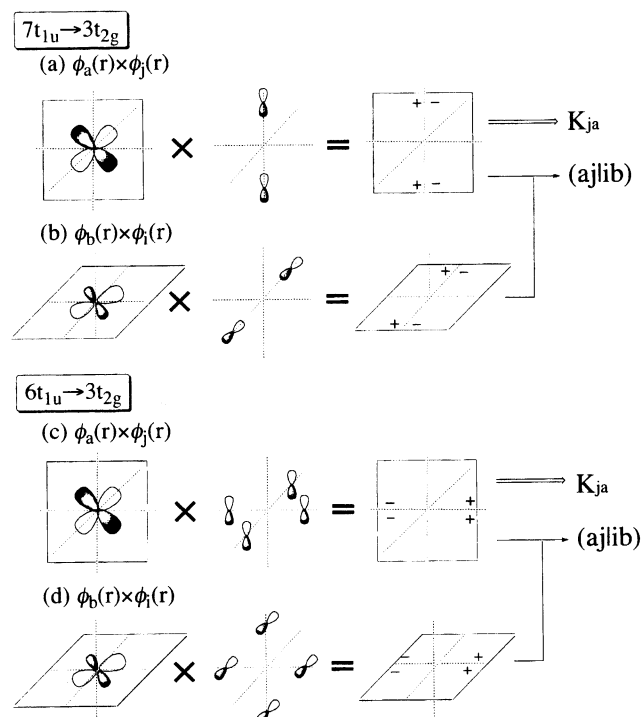 7t₁ᵤ→3t₂g
(a) ϕₐ(r)×ϕⱼ(r)
× = + − + − Kⱼₐ
(aj|ib)
(b) ϕb(r)×ϕᵢ(r)
× = + − + −
6t₁ᵤ→3t₂g
(c) ϕₐ(r)×ϕⱼ(r)
× = − + − + Kⱼₐ
(aj|ib)
(d) ϕb(r)×ϕᵢ(r)
× = − + − +